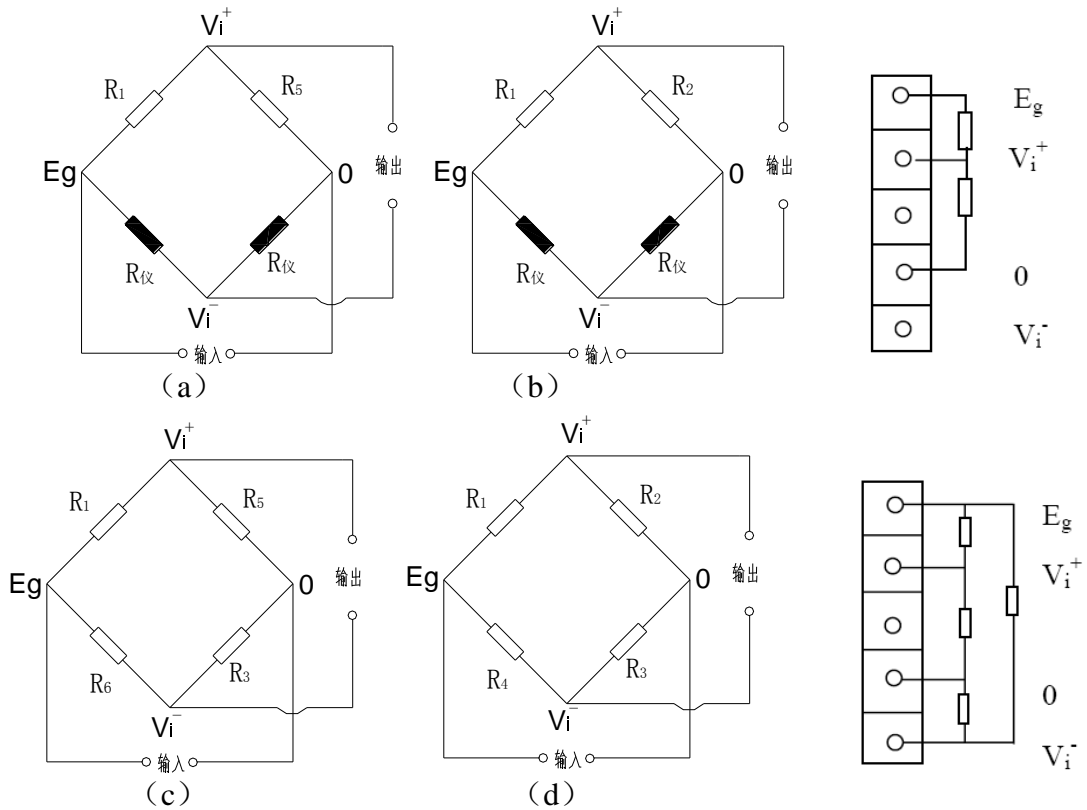 Vi+
Vi+
R1
R5
R1
R2
Eg
Eg
0
输出
Eg
0
输出
Vi+
R仪
R仪
R仪
R仪
0
Vi−
Vi−
Vi-
输入
输入
(a)
(b)
Vi+
Vi+
R1
R5
R1
R2
Eg
Eg
0
输出
Eg
0
输出
Vi+
R6
R3
R4
R3
0
Vi−
Vi−
Vi-
输入
输入
(c)
(d)